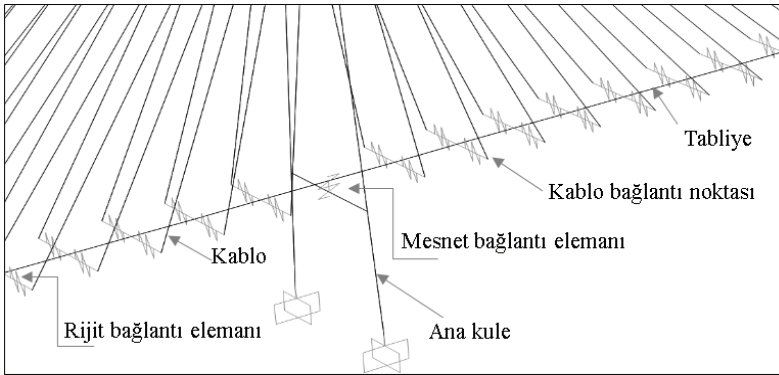 Tabliye
Kablo bağlantı noktası
Mesnet bağlantı elemanı
Kablo
Rijit bağlantı elemanı
Ana kule